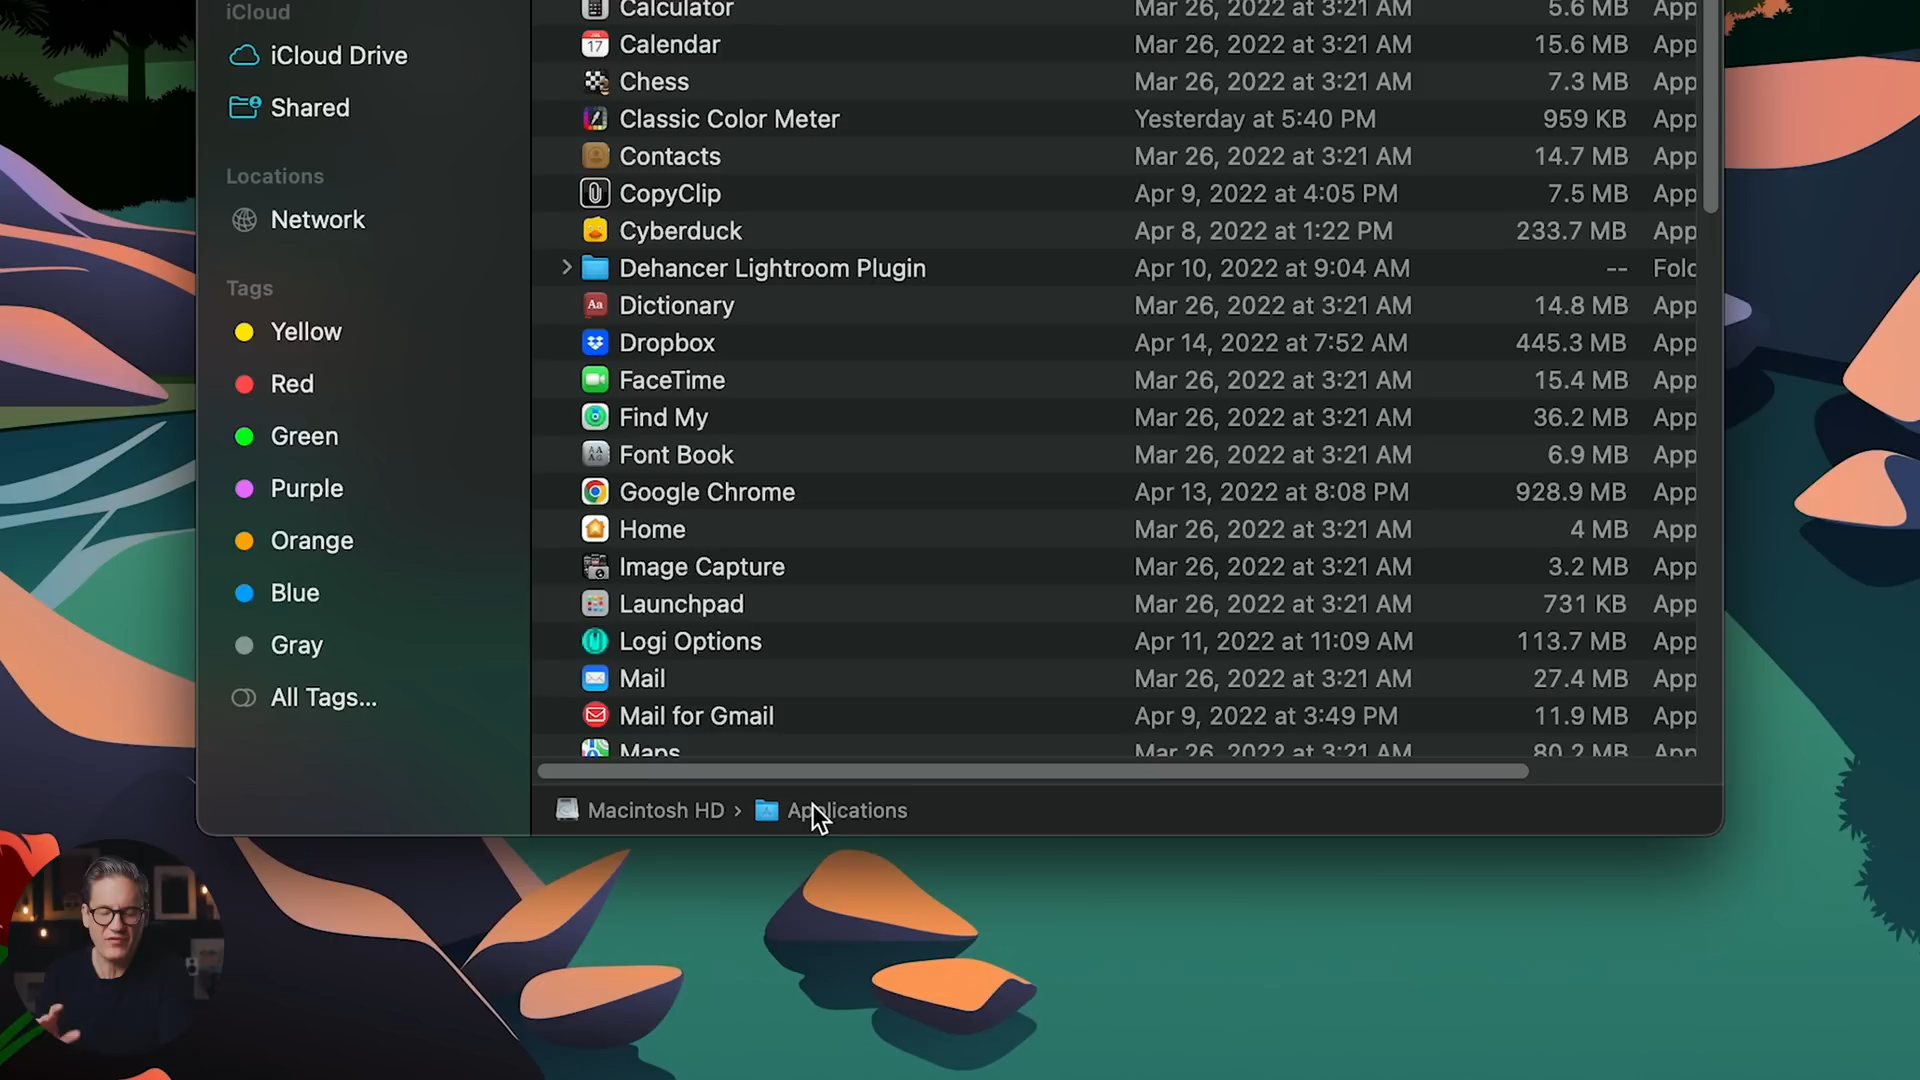 iCloud
iCloud Drive
Shared
Locations
Network
Tags
Yellow
Red
Green
Purple
Orange
Blue
Gray
All Tags...
Calculator Mar 26, 2022 at 3:21 AM 5.6 MB App
Calendar Mar 26, 2022 at 3:21 AM 15.6 MB App
Chess Mar 26, 2022 at 3:21 AM 7.3 MB App
Classic Color Meter Yesterday at 5:40 PM 959 KB App
Contacts Mar 26, 2022 at 3:21 AM 14.7 MB App
CopyClip Apr 9, 2022 at 4:05 PM 7.5 MB App
Cyberduck Apr 8, 2022 at 1:22 PM 233.7 MB App
Dehancer Lightroom Plugin Apr 10, 2022 at 9:04 AM -- Fold
Dictionary Mar 26, 2022 at 3:21 AM 14.8 MB App
Dropbox Apr 14, 2022 at 7:52 AM 445.3 MB App
FaceTime Mar 26, 2022 at 3:21 AM 15.4 MB App
Find My Mar 26, 2022 at 3:21 AM 36.2 MB App
Font Book Mar 26, 2022 at 3:21 AM 6.9 MB App
Google Chrome Apr 13, 2022 at 8:08 PM 928.9 MB App
Home Mar 26, 2022 at 3:21 AM 4 MB App
Image Capture Mar 26, 2022 at 3:21 AM 3.2 MB App
Launchpad Mar 26, 2022 at 3:21 AM 731 KB App
Logi Options Apr 11, 2022 at 11:09 AM 113.7 MB App
Mail Mar 26, 2022 at 3:21 AM 27.4 MB App
Mail for Gmail Apr 9, 2022 at 3:49 PM 11.9 MB App
Maps Mar 26, 2022 at 3:21 AM 80.2 MB App
Macintosh HD › Applications